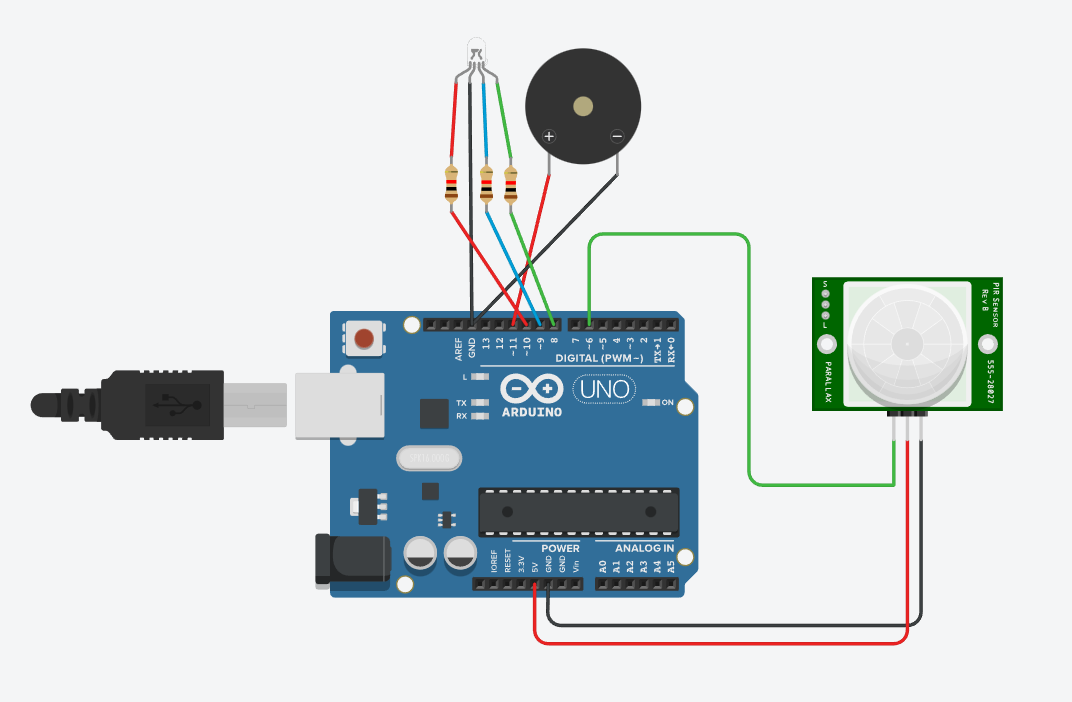 + −
S
L
PIR SENSOR
REV B
PARALLAX
555-28027
AREF
GND
13
12
~11
~10
~9
8
7
~6
~5
4
~3
2
TX→1
RX←0
DIGITAL (PWM~)
L
TX
RX
ARDUINO
UNO
ON
POWER
ANALOG IN
IOREF
RESET
3.3V
5V
GND
GND
Vin
A0
A1
A2
A3
A4
A5